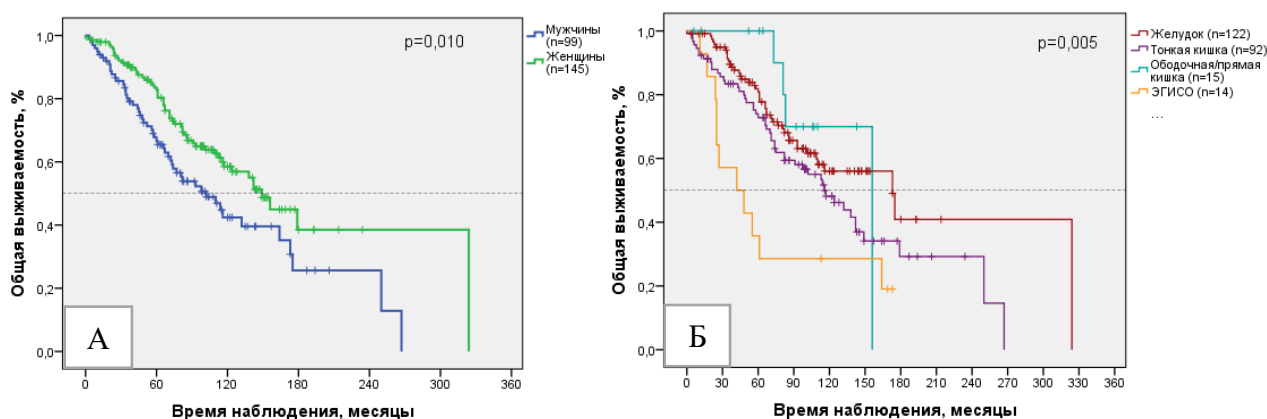 p=0,010
Мужчины
(n=99)
Женщины
(n=145)
Общая выживаемость, %
1,0
0,8
0,6
0,4
0,2
0,0
А
0 60 120 180 240 300 360
Время наблюдения, месяцы
p=0,005
Желудок (n=122)
Тонкая кишка (n=92)
Ободочная/прямая
кишка (n=15)
ЭГИСО (n=14)
...
Общая выживаемость, %
1,0
0,8
0,6
0,4
0,2
0,0
Б
0 30 60 90 120 150 180 210 240 270 300 330 360
Время наблюдения, месяцы